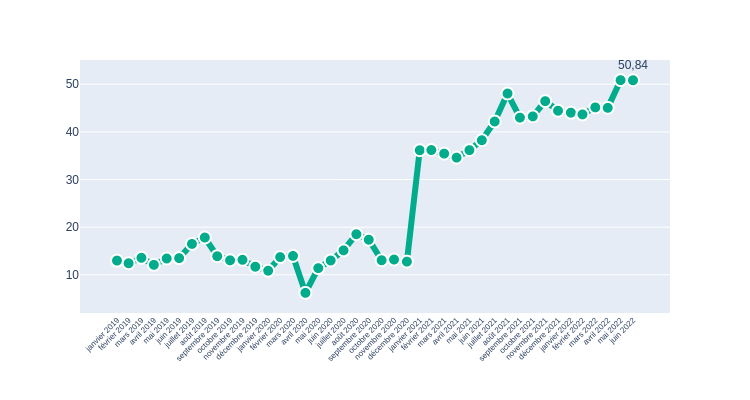 50,84
50
40
30
20
10
janvier 2019
février 2019
mars 2019
avril 2019
mai 2019
juin 2019
juillet 2019
août 2019
septembre 2019
octobre 2019
novembre 2019
décembre 2019
janvier 2020
février 2020
mars 2020
avril 2020
mai 2020
juin 2020
juillet 2020
août 2020
septembre 2020
octobre 2020
novembre 2020
décembre 2020
janvier 2021
février 2021
mars 2021
avril 2021
mai 2021
juin 2021
juillet 2021
août 2021
septembre 2021
octobre 2021
novembre 2021
décembre 2021
janvier 2022
février 2022
mars 2022
avril 2022
mai 2022
juin 2022